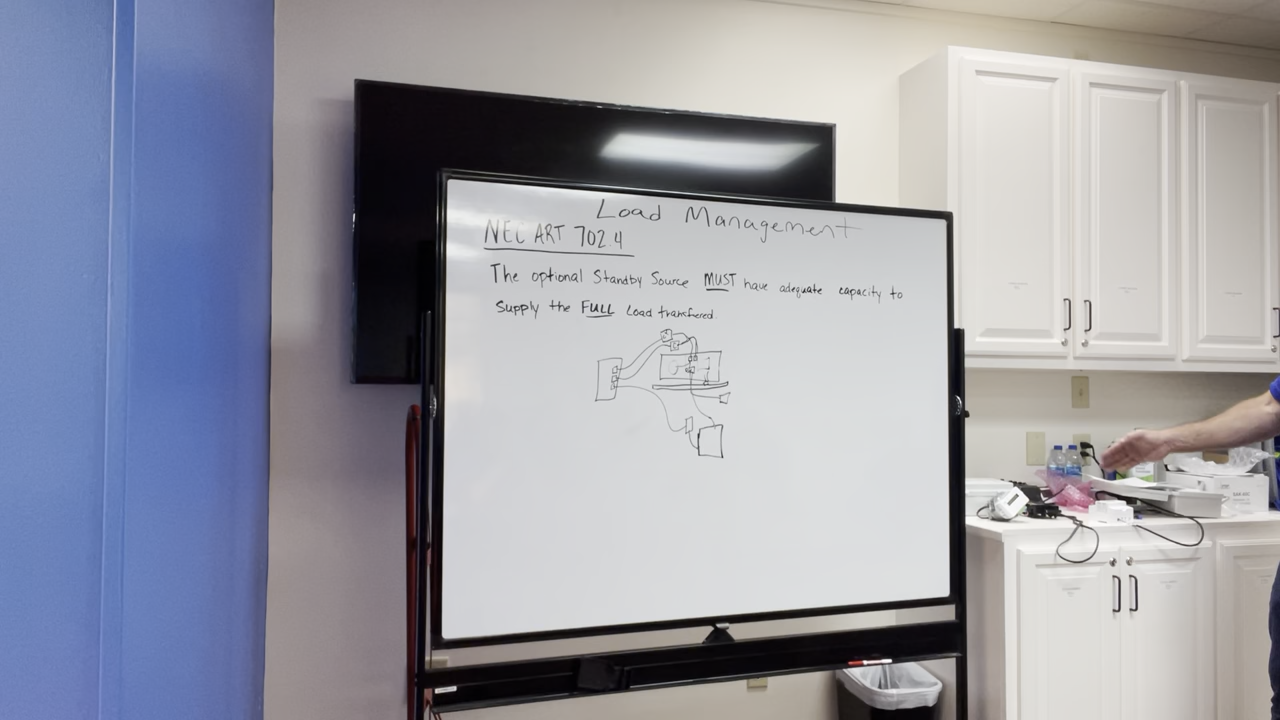 Load Management
NEC ART 702.4
The optional Standby Source MUST have adequate capacity to
Supply the FULL Load transfered.